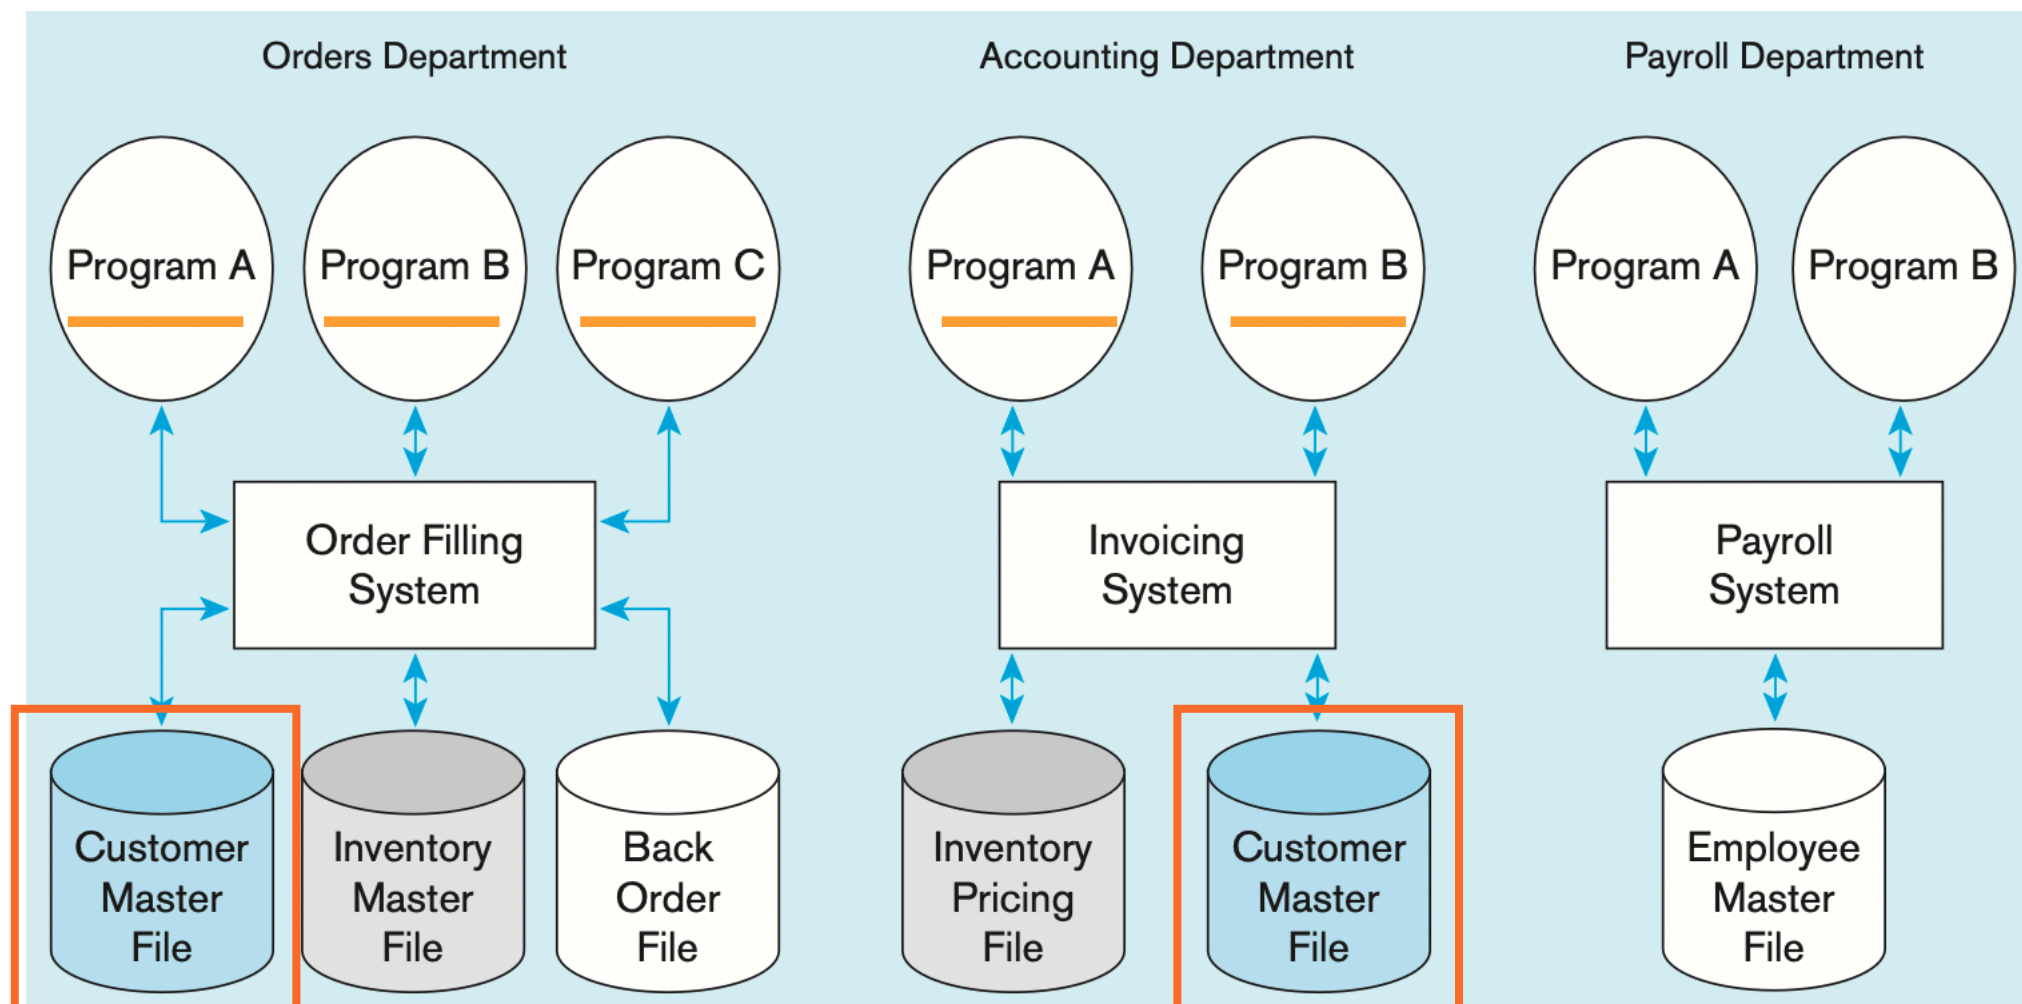 Orders Department
Accounting Department
Payroll Department
Program A
Program B
Program C
Program A
Program B
Program A
Program B
Order Filling
System
Invoicing
System
Payroll
System
Customer
Master
File
Inventory
Master
File
Back
Order
File
Inventory
Pricing
File
Customer
Master
File
Employee
Master
File